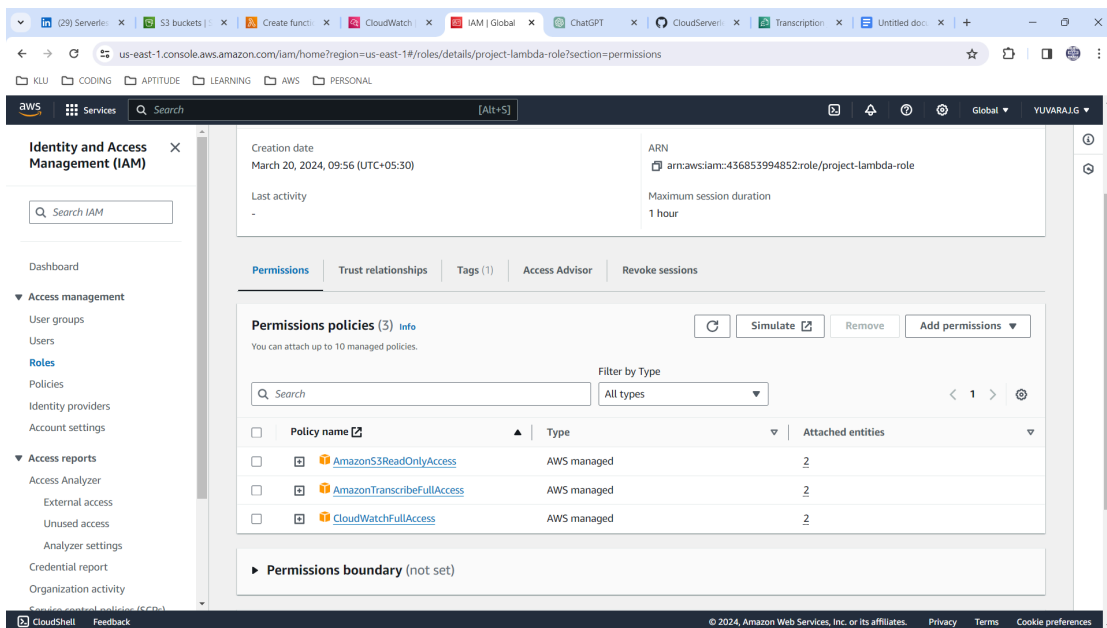 (29) Serverles
S3 buckets | S
Create functi
CloudWatch |
IAM | Global
ChatGPT
CloudServerle
Transcription
Untitled doc
us-east-1.console.aws.amazon.com/iam/home?region=us-east-1#/roles/details/project-lambda-role?section=permissions
KLU CODING APTITUDE LEARNING AWS PERSONAL
aws Services Search [Alt+S] Global YUVARAJ.G
Identity and Access
Management (IAM)
Search IAM
Dashboard
Access management
User groups
Users
Roles
Policies
Identity providers
Account settings
Access reports
Access Analyzer
External access
Unused access
Analyzer settings
Credential report
Organization activity
Service control policies (SCPs)
Creation date
March 20, 2024, 09:56 (UTC+05:30)
Last activity
-
ARN
arn:aws:iam::436853994852:role/project-lambda-role
Maximum session duration
1 hour
Permissions Trust relationships Tags (1) Access Advisor Revoke sessions
Permissions policies (3) Info
You can attach up to 10 managed policies.
Simulate Remove Add permissions
Filter by Type
Search All types 1
Policy name Type Attached entities
AmazonS3ReadOnlyAccess AWS managed 2
AmazonTranscribeFullAccess AWS managed 2
CloudWatchFullAccess AWS managed 2
Permissions boundary (not set)
CloudShell Feedback © 2024, Amazon Web Services, Inc. or its affiliates. Privacy Terms Cookie preferences